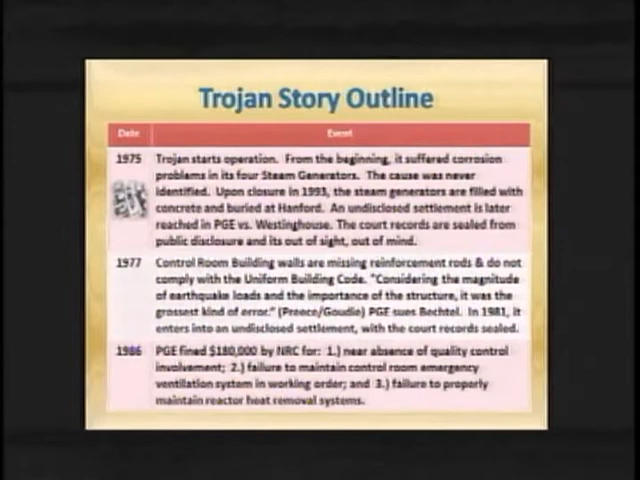 Trojan Story Outline
Date Event
1975 Trojan starts operation. From the beginning, it suffered corrosion
problems in its four Steam Generators. The cause was never
identified. Upon closure in 1993, the steam generators are filled with
concrete and buried at Hanford. An undisclosed settlement is later
reached in PGE vs. Westinghouse. The court records are sealed from
public disclosure and its out of sight, out of mind.
1977 Control Room Building walls are missing reinforcement rods & do not
comply with the Uniform Building Code. "Considering the magnitude
of earthquake loads and the importance of the structure, it was the
grossest kind of error." (Preece/Goudie) PGE sues Bechtel. In 1981, it
enters into an undisclosed settlement, with the court records sealed.
1986 PGE fined $180,000 by NRC for: 1.) near absence of quality control
involvement; 2.) failure to maintain control room emergency
ventilation system in working order; and 3.) failure to properly
maintain reactor heat removal systems.